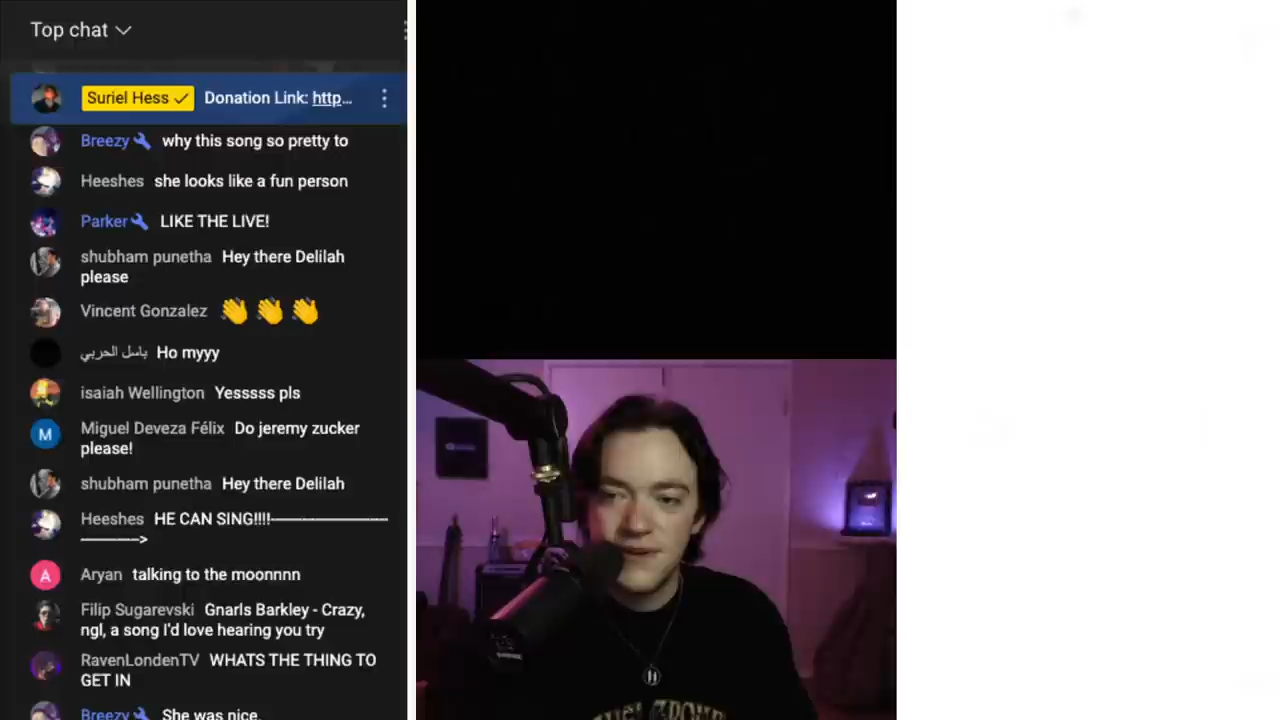 Top chat
Suriel Hess Donation Link: http...
Breezy why this song so pretty to
Heeshes she looks like a fun person
Parker LIKE THE LIVE!
shubham punetha Hey there Delilah
please
Vincent Gonzalez 👏 👏 👏
باسل الحربي Ho myyy
isaiah Wellington Yesssss pls
Miguel Deveza Félix Do jeremy zucker
please!
M
shubham punetha Hey there Delilah
Heeshes HE CAN SING!!!!-----------------------
------------>
A
Aryan talking to the moonnnn
Filip Sugarevski Gnarls Barkley - Crazy,
ngl, a song I'd love hearing you try
RavenLondenTV WHATS THE THING TO
GET IN
Breezy She was nice.